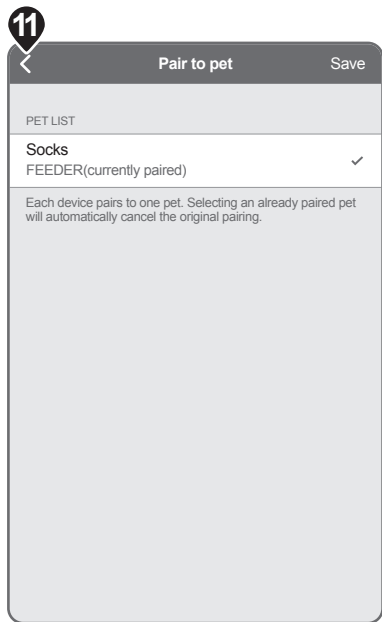 11
Pair to pet Save
PET LIST
Socks
FEEDER(currently paired)
Each device pairs to one pet. Selecting an already paired pet
will automatically cancel the original pairing.